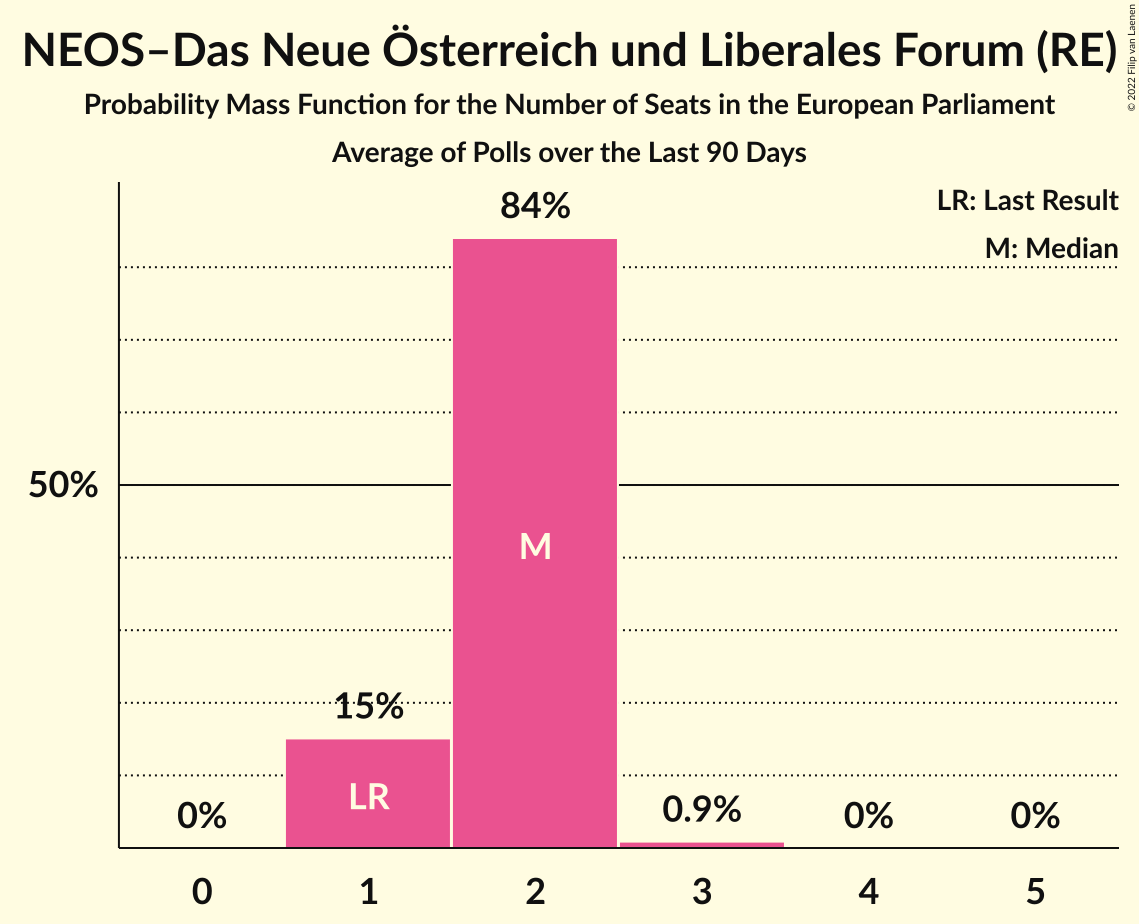 NEOS–Das Neue Österreich und Liberales Forum (RE)
Probability Mass Function for the Number of Seats in the European Parliament
Average of Polls over the Last 90 Days
© 2022 Filip van Laenen
LR: Last Result
M: Median
84%
50%
M
15%
LR
0%
0.9%
0%
0%
0 1 2 3 4 5